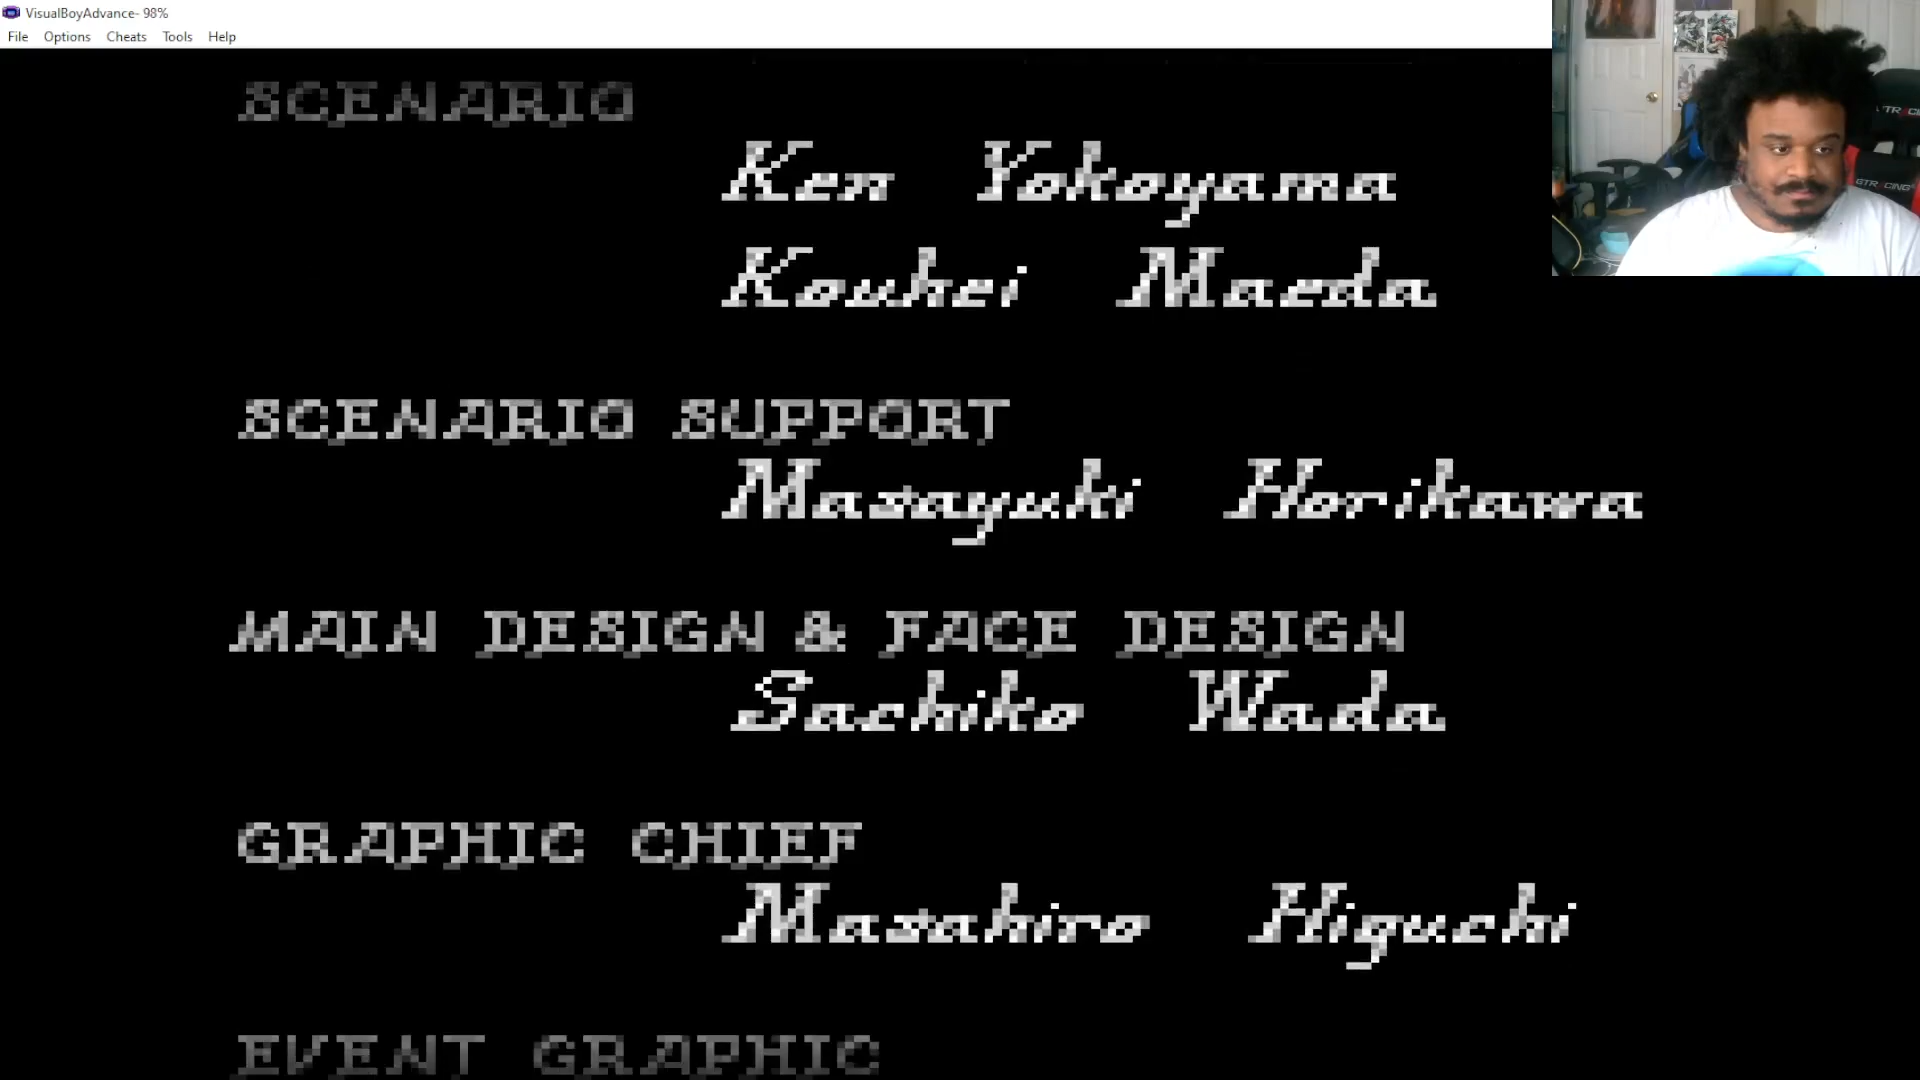 VisualBoyAdvance- 98%
File Options Cheats Tools Help
SCENARIO
Ken Yokoyama
Kouhei Maeda
SCENARIO SUPPORT
Masayuki Horikawa
MAIN DESIGN & FACE DESIGN
Sachiko Wada
GRAPHIC CHIEF
Masahiro Higuchi
EVENT GRAPHIC
GTRACING